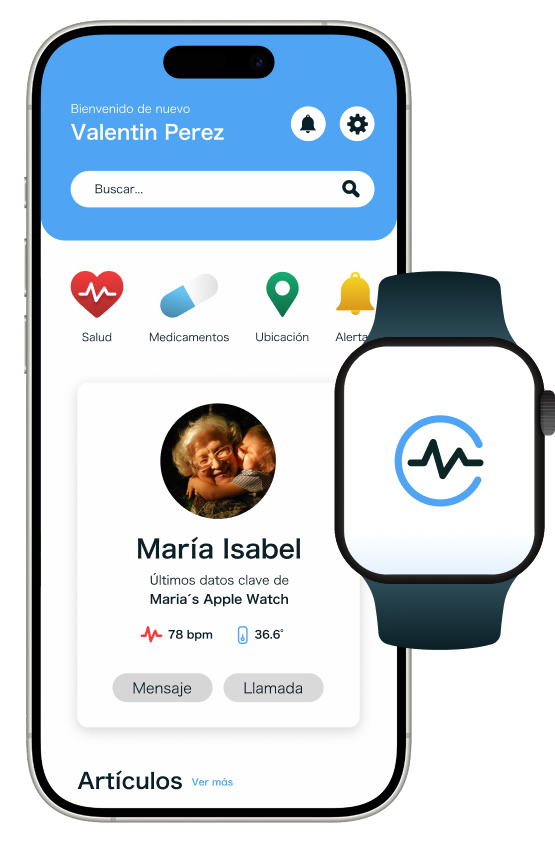 Bienvenido de nuevo
Valentin Perez
Buscar...
Salud
Medicamentos
Ubicación
Alerta
María Isabel
Últimos datos clave de
Maria´s Apple Watch
78 bpm
36.6°
Mensaje
Llamada
Artículos
Ver más